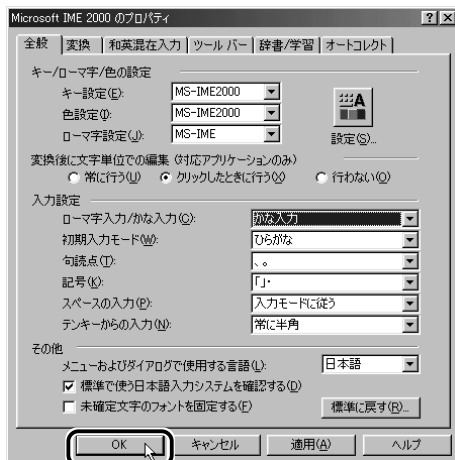 Microsoft IME 2000 のプロパティ
全般 変換 和英混在入力 ツール バー 辞書/学習 オートコレクト
キー/ローマ字/色の設定
キー設定(E): MS-IME2000
色設定(I): MS-IME2000
ローマ字設定(J): MS-IME
A
設定(S)...
変換後に文字単位での編集 (対応アプリケーションのみ)
常に行う(U) クリックしたときに行う(X) 行わない(O)
入力設定
ローマ字入力/かな入力(C): かな入力
初期入力モード(W): ひらがな
句読点(T): 、。
記号(K): 「」・
スペースの入力(P): 入力モードに従う
テンキーからの入力(N): 常に半角
その他
メニューおよびダイアログで使用する言語(L): 日本語
標準で使う日本語入力システムを確認する(D)
未確定文字のフォントを固定する(F) 標準に戻す(R)...
OK キャンセル 適用(A) ヘルプ